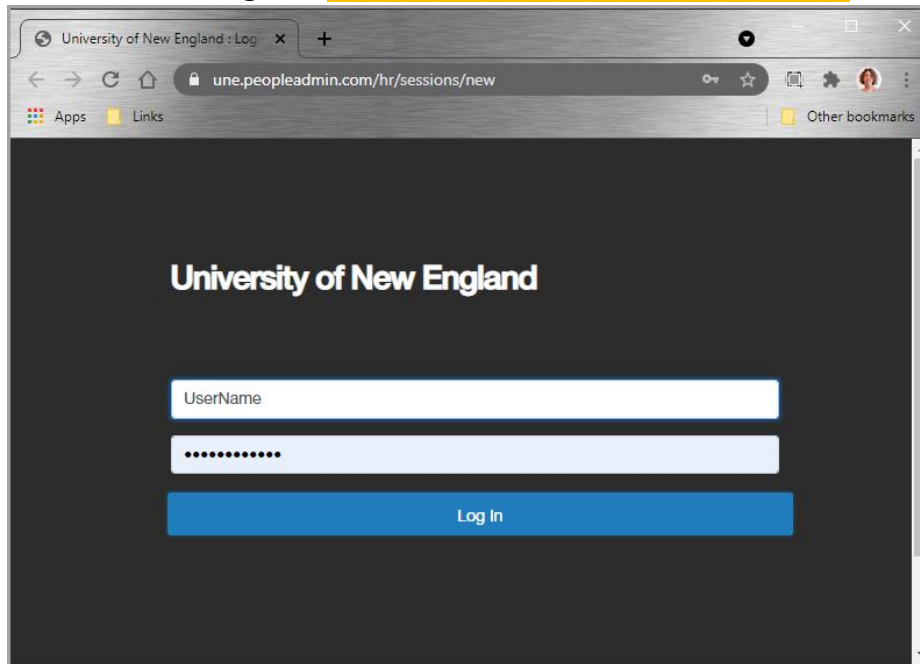 University of New England : Log
une.peopleadmin.com/hr/sessions/new
Apps Links Other bookmarks
University of New England
UserName
••••••••••••
Log In